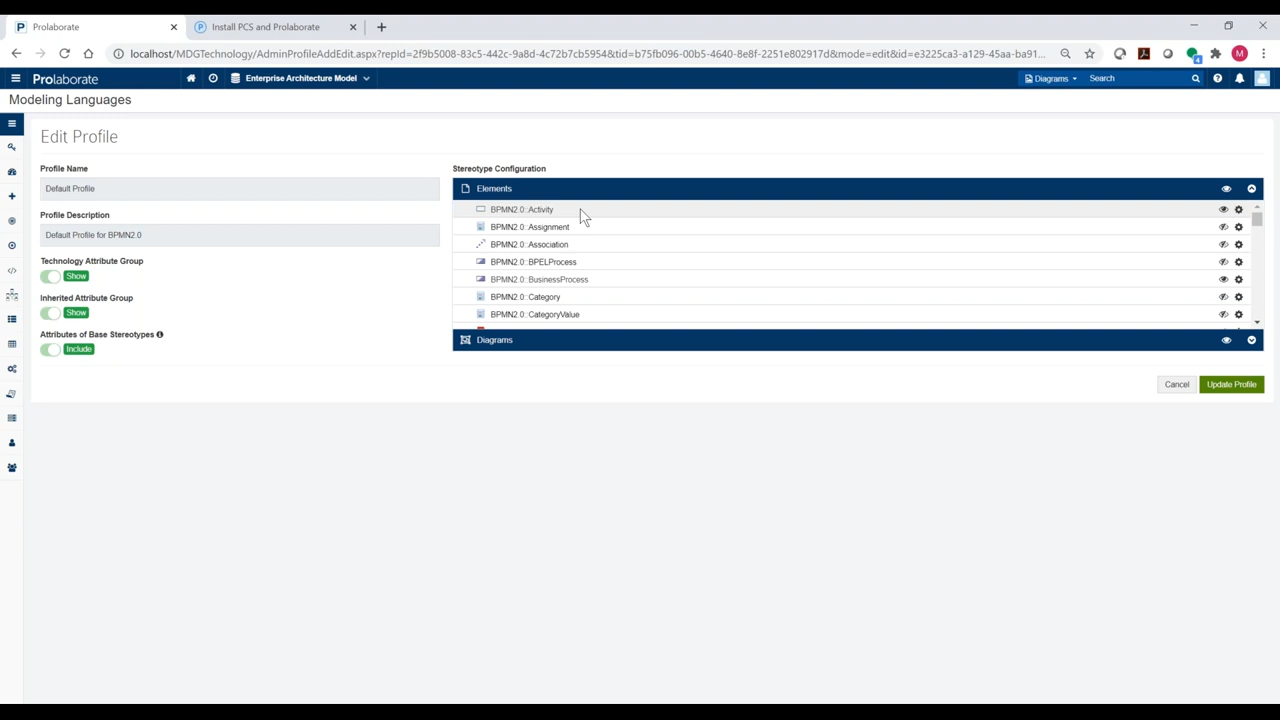 Prolaborate
Install PCS and Prolaborate
localhost/MDGTechnology/AdminProfileAddEdit.aspx?repId=2f9b5008-83c5-442c-9a8d-4c72b7cb5954&tid=b75fb096-00b5-4640-8e8f-2251e802917d&mode=edit&id=e3225ca3-a129-45aa-ba91...
4
M
Prolaborate
Enterprise Architecture Model
Diagrams
Search
Modeling Languages
Edit Profile
Profile Name
Default Profile
Profile Description
Default Profile for BPMN2.0
Technology Attribute Group
Show
Inherited Attribute Group
Show
Attributes of Base Stereotypes
Include
Stereotype Configuration
Elements
BPMN2.0::Activity
BPMN2.0::Assignment
BPMN2.0::Association
BPMN2.0::BPELProcess
BPMN2.0::BusinessProcess
BPMN2.0::Category
BPMN2.0::CategoryValue
Diagrams
Cancel
Update Profile